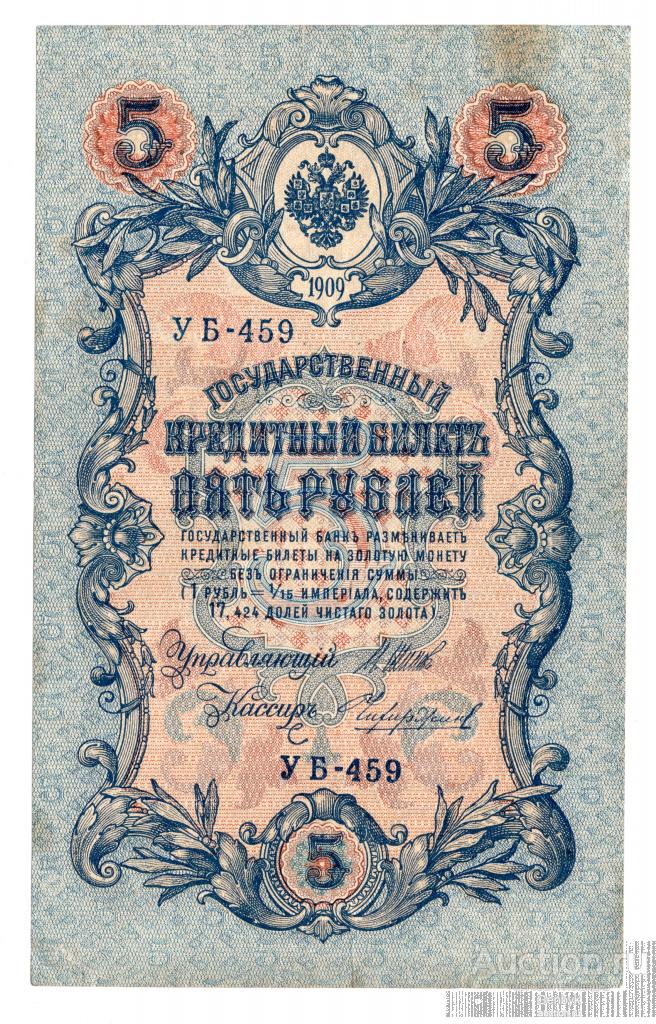 5 5
1909
УБ-459
ГОСУДАРСТВЕННЫЙ
КРЕДИТНЫЙ БИЛЕТЪ
ПЯТЬ РУБЛЕЙ
ГОСУДАРСТВЕННЫЙ БАНКЪ РАЗМѢНИВАЕТЪ
КРЕДИТНЫЕ БИЛЕТЫ НА ЗОЛОТУЮ МОНЕТУ
БЕЗЪ ОГРАНИЧЕНІЯ СУММЫ
(1 РУБЛЬ = 1/15 ИМПЕРІАЛА, СОДЕРЖИТЪ
17,424 ДОЛЕЙ ЧИСТАГО ЗОЛОТА).
Управляющій
Кассиръ
УБ-459
5